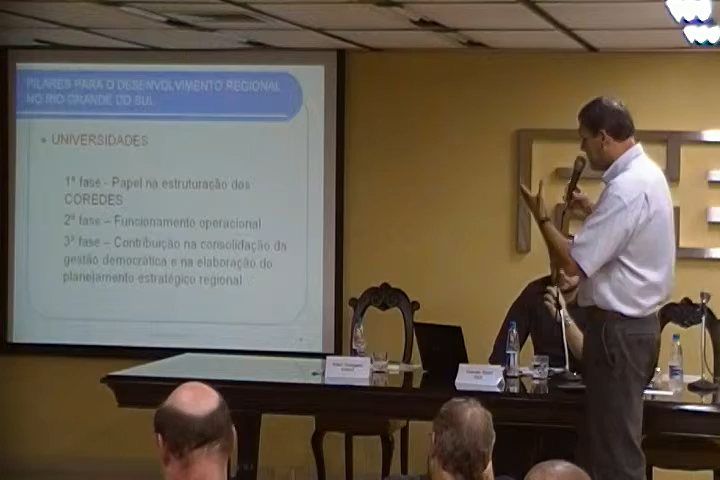 PILARES PARA O DESENVOLVIMENTO REGIONAL
NO RIO GRANDE DO SUL
• UNIVERSIDADES
1ª fase – Papel na estruturação dos
COREDES
2ª fase – Funcionamento operacional
3ª fase – Contribuição na consolidação da
gestão democrática e na elaboração do
planejamento estratégico regional